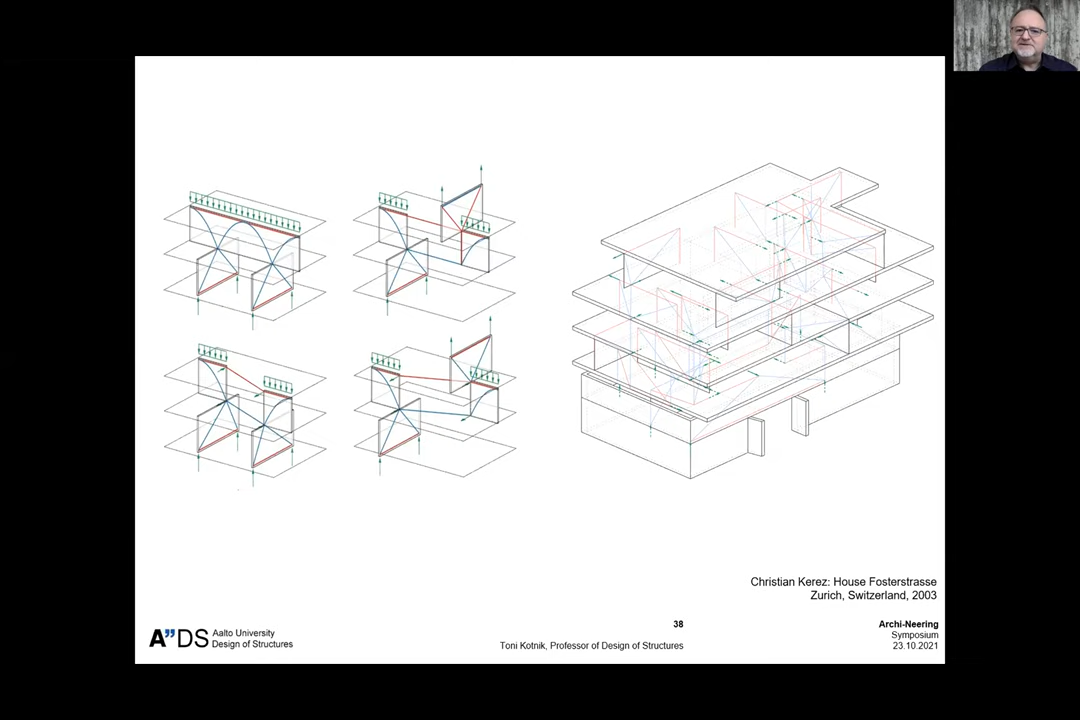 Christian Kerez: House Fosterstrasse
Zurich, Switzerland, 2003
A"DS Aalto University
Design of Structures
38
Toni Kotnik, Professor of Design of Structures
Archi-Neering
Symposium
23.10.2021